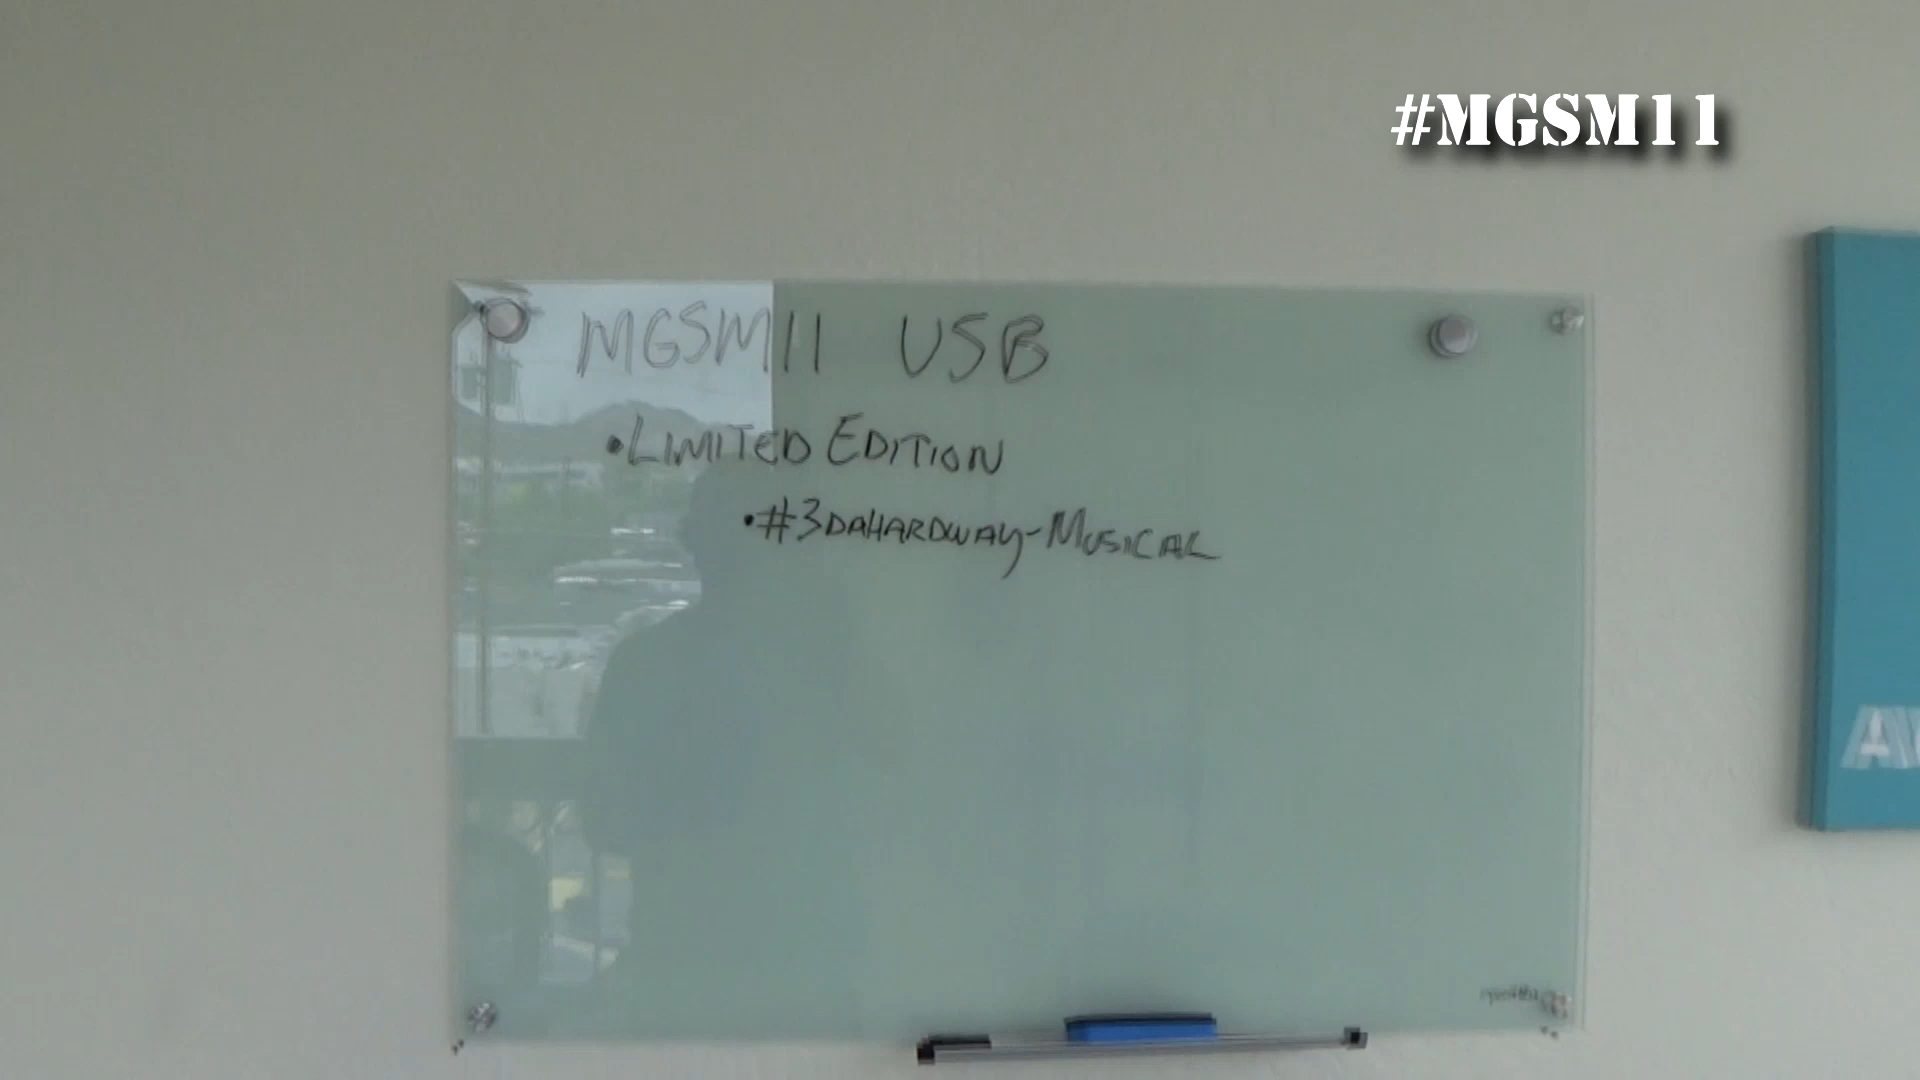 #MGSM11
MGSM11 USB
•LIMITED EDITION
•#3DAHARDWAY-MUSICAL